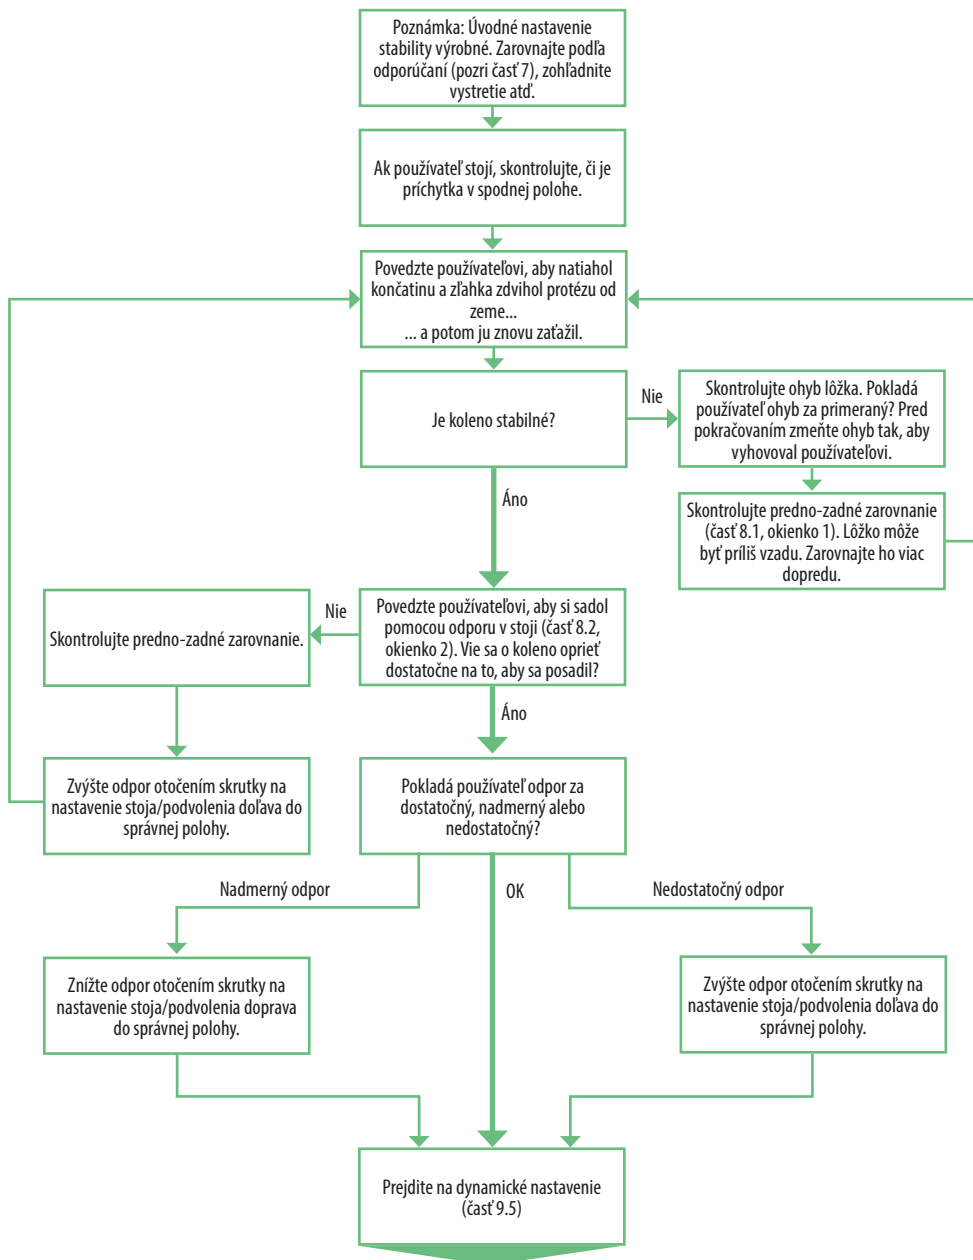 Poznámka: Úvodné nastavenie
stability výrobné. Zarovnajte podľa
odporúčaní (pozri časť 7), zohľadnite
vystretie atď.
Ak používateľ stojí, skontrolujte, či je
príchytka v spodnej polohe.
Povedzte používateľovi, aby natiahol
končatinu a zľahka zdvihol protézu od
zeme...
... a potom ju znovu zaťažil.
Je koleno stabilné?
Nie
Skontrolujte ohyb lôžka. Pokladá
používateľ ohyb za primeraný? Pred
pokračovaním zmeňte ohyb tak, aby
vyhovoval používateľovi.
Skontrolujte predno-zadné zarovnanie
(časť 8.1, okienko 1). Lôžko môže
byť príliš vzadu. Zarovnajte ho viac
dopredu.
Áno
Povedzte používateľovi, aby si sadol
pomocou odporu v stoji (časť 8.2,
okienko 2). Vie sa o koleno oprieť
dostatočne na to, aby sa posadil?
Nie
Skontrolujte predno-zadné zarovnanie.
Zvýšte odpor otočením skrutky na
nastavenie stoja/podvolenia doľava do
správnej polohy.
Áno
Pokladá používateľ odpor za
dostatočný, nadmerný alebo
nedostatočný?
Nadmerný odpor
OK
Nedostatočný odpor
Znížte odpor otočením skrutky na
nastavenie stoja/podvolenia doprava
do správnej polohy.
Zvýšte odpor otočením skrutky na
nastavenie stoja/podvolenia doľava do
správnej polohy.
Prejdite na dynamické nastavenie
(časť 9.5)